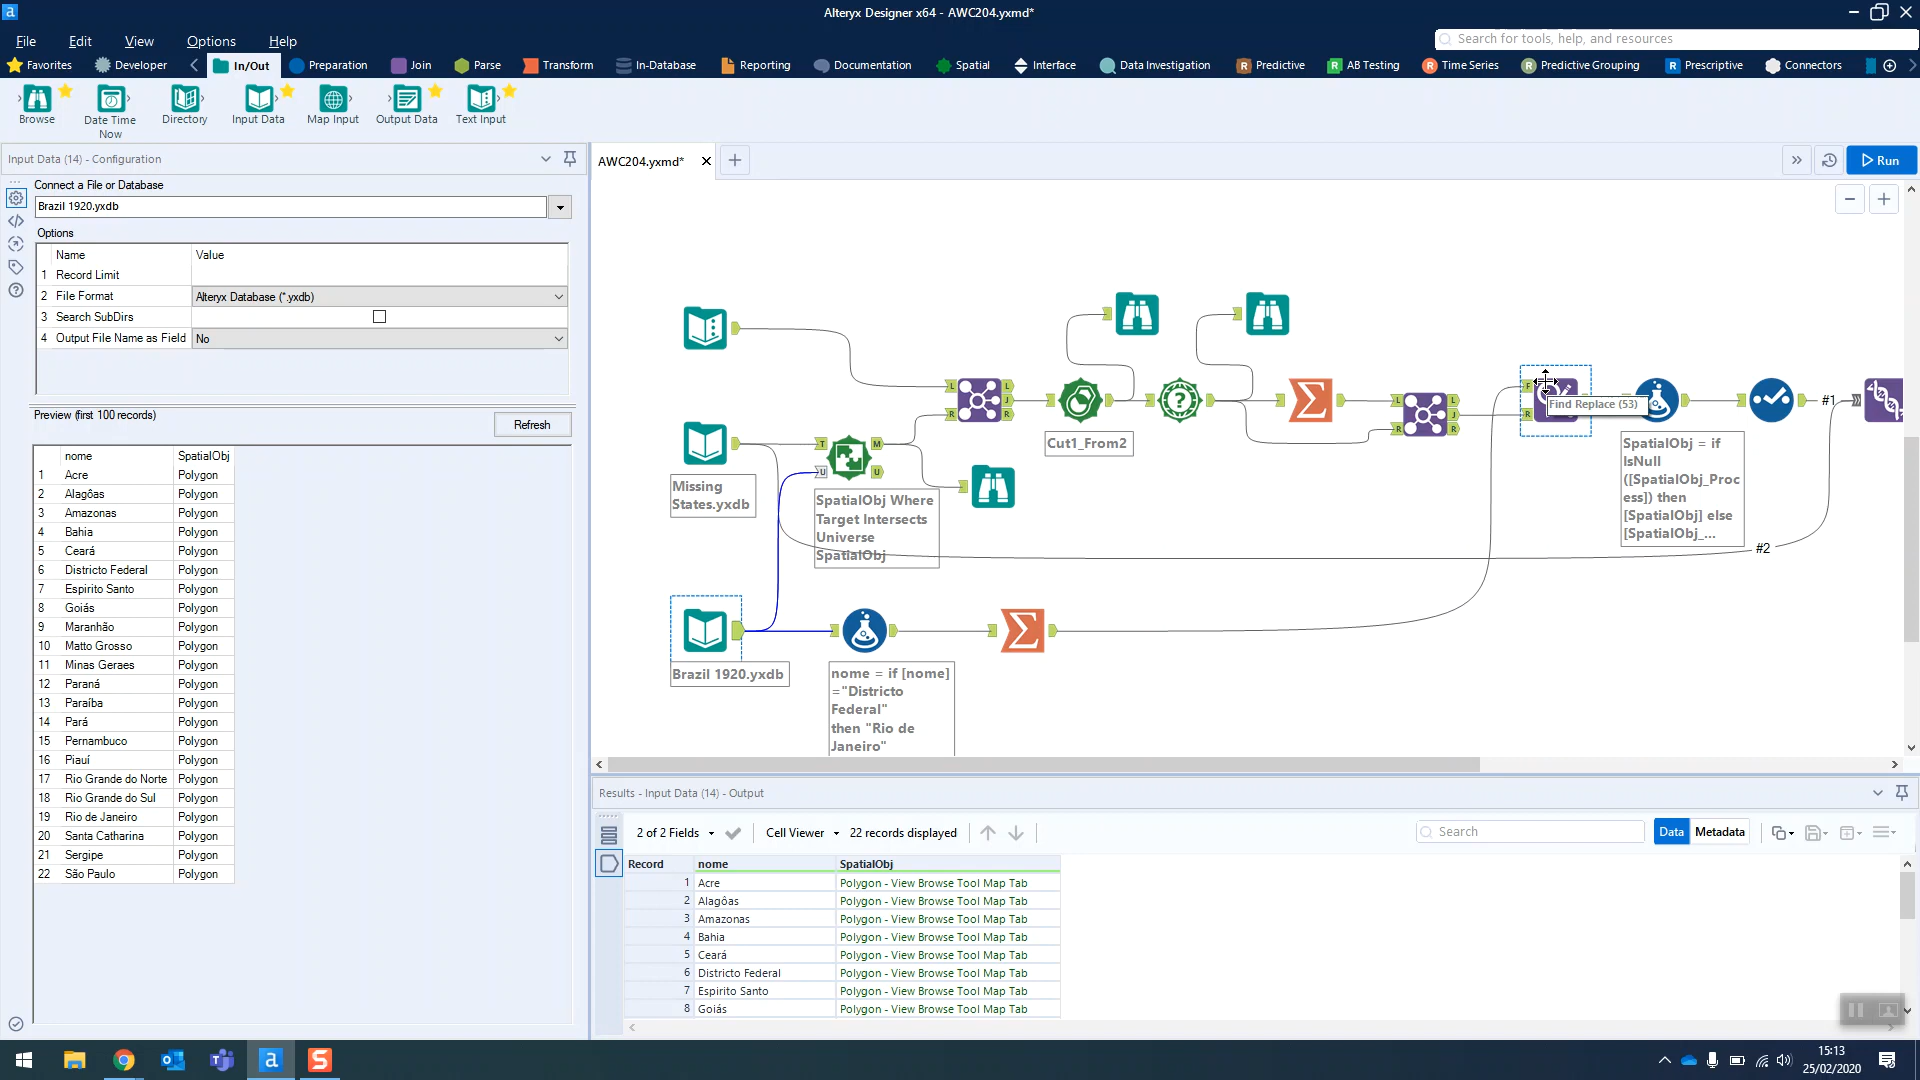 Alteryx Designer x64 - AWC204.yxmd*
File Edit View Options Help
Search for tools, help, and resources
Favorites Developer In/Out Preparation Join Parse Transform In-Database Reporting Documentation Spatial Interface Data Investigation Predictive AB Testing Time Series Predictive Grouping Prescriptive Connectors
Browse Date Time Now Directory Input Data Map Input Output Data Text Input
Input Data (14) - Configuration
Connect a File or Database
Brazil 1920.yxdb
Options
Name Value
1 Record Limit
2 File Format Alteryx Database (*.yxdb)
3 Search SubDirs
4 Output File Name as Field No
Preview (first 100 records)
Refresh
nome SpatialObj
1 Acre Polygon
2 Alagôas Polygon
3 Amazonas Polygon
4 Bahia Polygon
5 Ceará Polygon
6 Districto Federal Polygon
7 Espirito Santo Polygon
8 Goiás Polygon
9 Maranhão Polygon
10 Matto Grosso Polygon
11 Minas Geraes Polygon
12 Paraná Polygon
13 Paraíba Polygon
14 Pará Polygon
15 Pernambuco Polygon
16 Piauí Polygon
17 Rio Grande do Norte Polygon
18 Rio Grande do Sul Polygon
19 Rio de Janeiro Polygon
20 Santa Catharina Polygon
21 Sergipe Polygon
22 São Paulo Polygon
AWC204.yxmd*
Run
L
R
L
J
R
Cut1_From2
L
R
L
J
R
F
R
Find Replace (53)
#1
SpatialObj = if
IsNull
([SpatialObj_Proc
ess]) then
[SpatialObj] else
[SpatialObj_...
#2
Missing
States.yxdb
T
U
M
U
SpatialObj Where
Target Intersects
Universe
SpatialObj
Brazil 1920.yxdb
nome = if [nome]
="Districto
Federal"
then "Rio de
Janeiro"
Results - Input Data (14) - Output
2 of 2 Fields Cell Viewer 22 records displayed
Search
Data Metadata
Record nome SpatialObj
1 Acre Polygon - View Browse Tool Map Tab
2 Alagôas Polygon - View Browse Tool Map Tab
3 Amazonas Polygon - View Browse Tool Map Tab
4 Bahia Polygon - View Browse Tool Map Tab
5 Ceará Polygon - View Browse Tool Map Tab
6 Districto Federal Polygon - View Browse Tool Map Tab
7 Espirito Santo Polygon - View Browse Tool Map Tab
8 Goiás Polygon - View Browse Tool Map Tab
15:13
25/02/2020